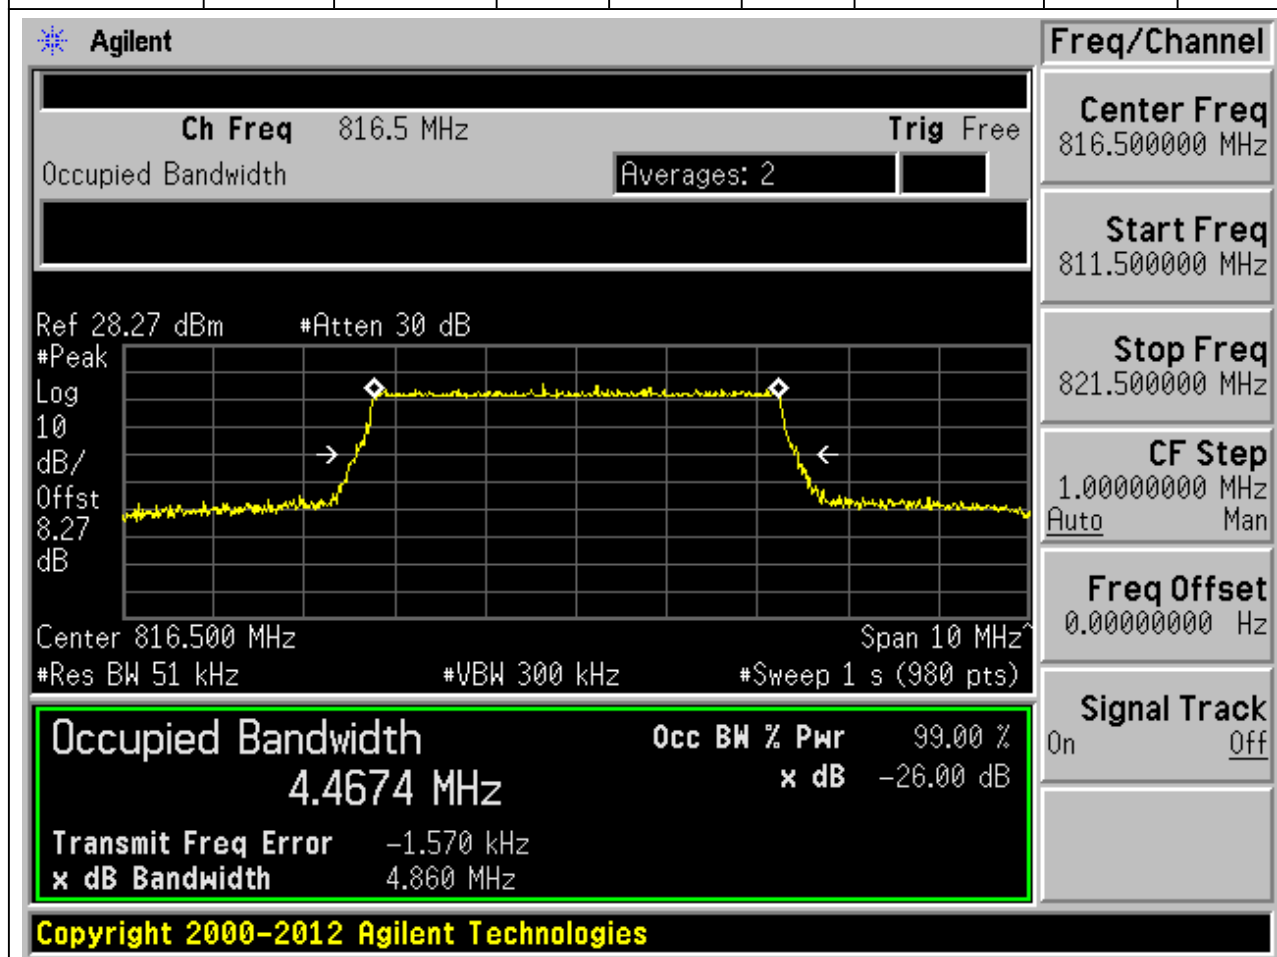 Agilent
Freq/Channel
Ch Freq 816.5 MHz Trig Free
Occupied Bandwidth Averages: 2
Center Freq
816.500000 MHz
Start Freq
811.500000 MHz
Stop Freq
821.500000 MHz
CF Step
1.00000000 MHz
Auto Man
Freq Offset
0.00000000 Hz
Signal Track
On Off
Ref 28.27 dBm #Atten 30 dB
#Peak
Log
10
dB/
Offst
8.27
dB
Center 816.500 MHz Span 10 MHz^
#Res BW 51 kHz #VBW 300 kHz #Sweep 1 s (980 pts)
Occupied Bandwidth Occ BW % Pwr 99.00 %
4.4674 MHz x dB -26.00 dB
Transmit Freq Error -1.570 kHz
x dB Bandwidth 4.860 MHz
Copyright 2000-2012 Agilent Technologies